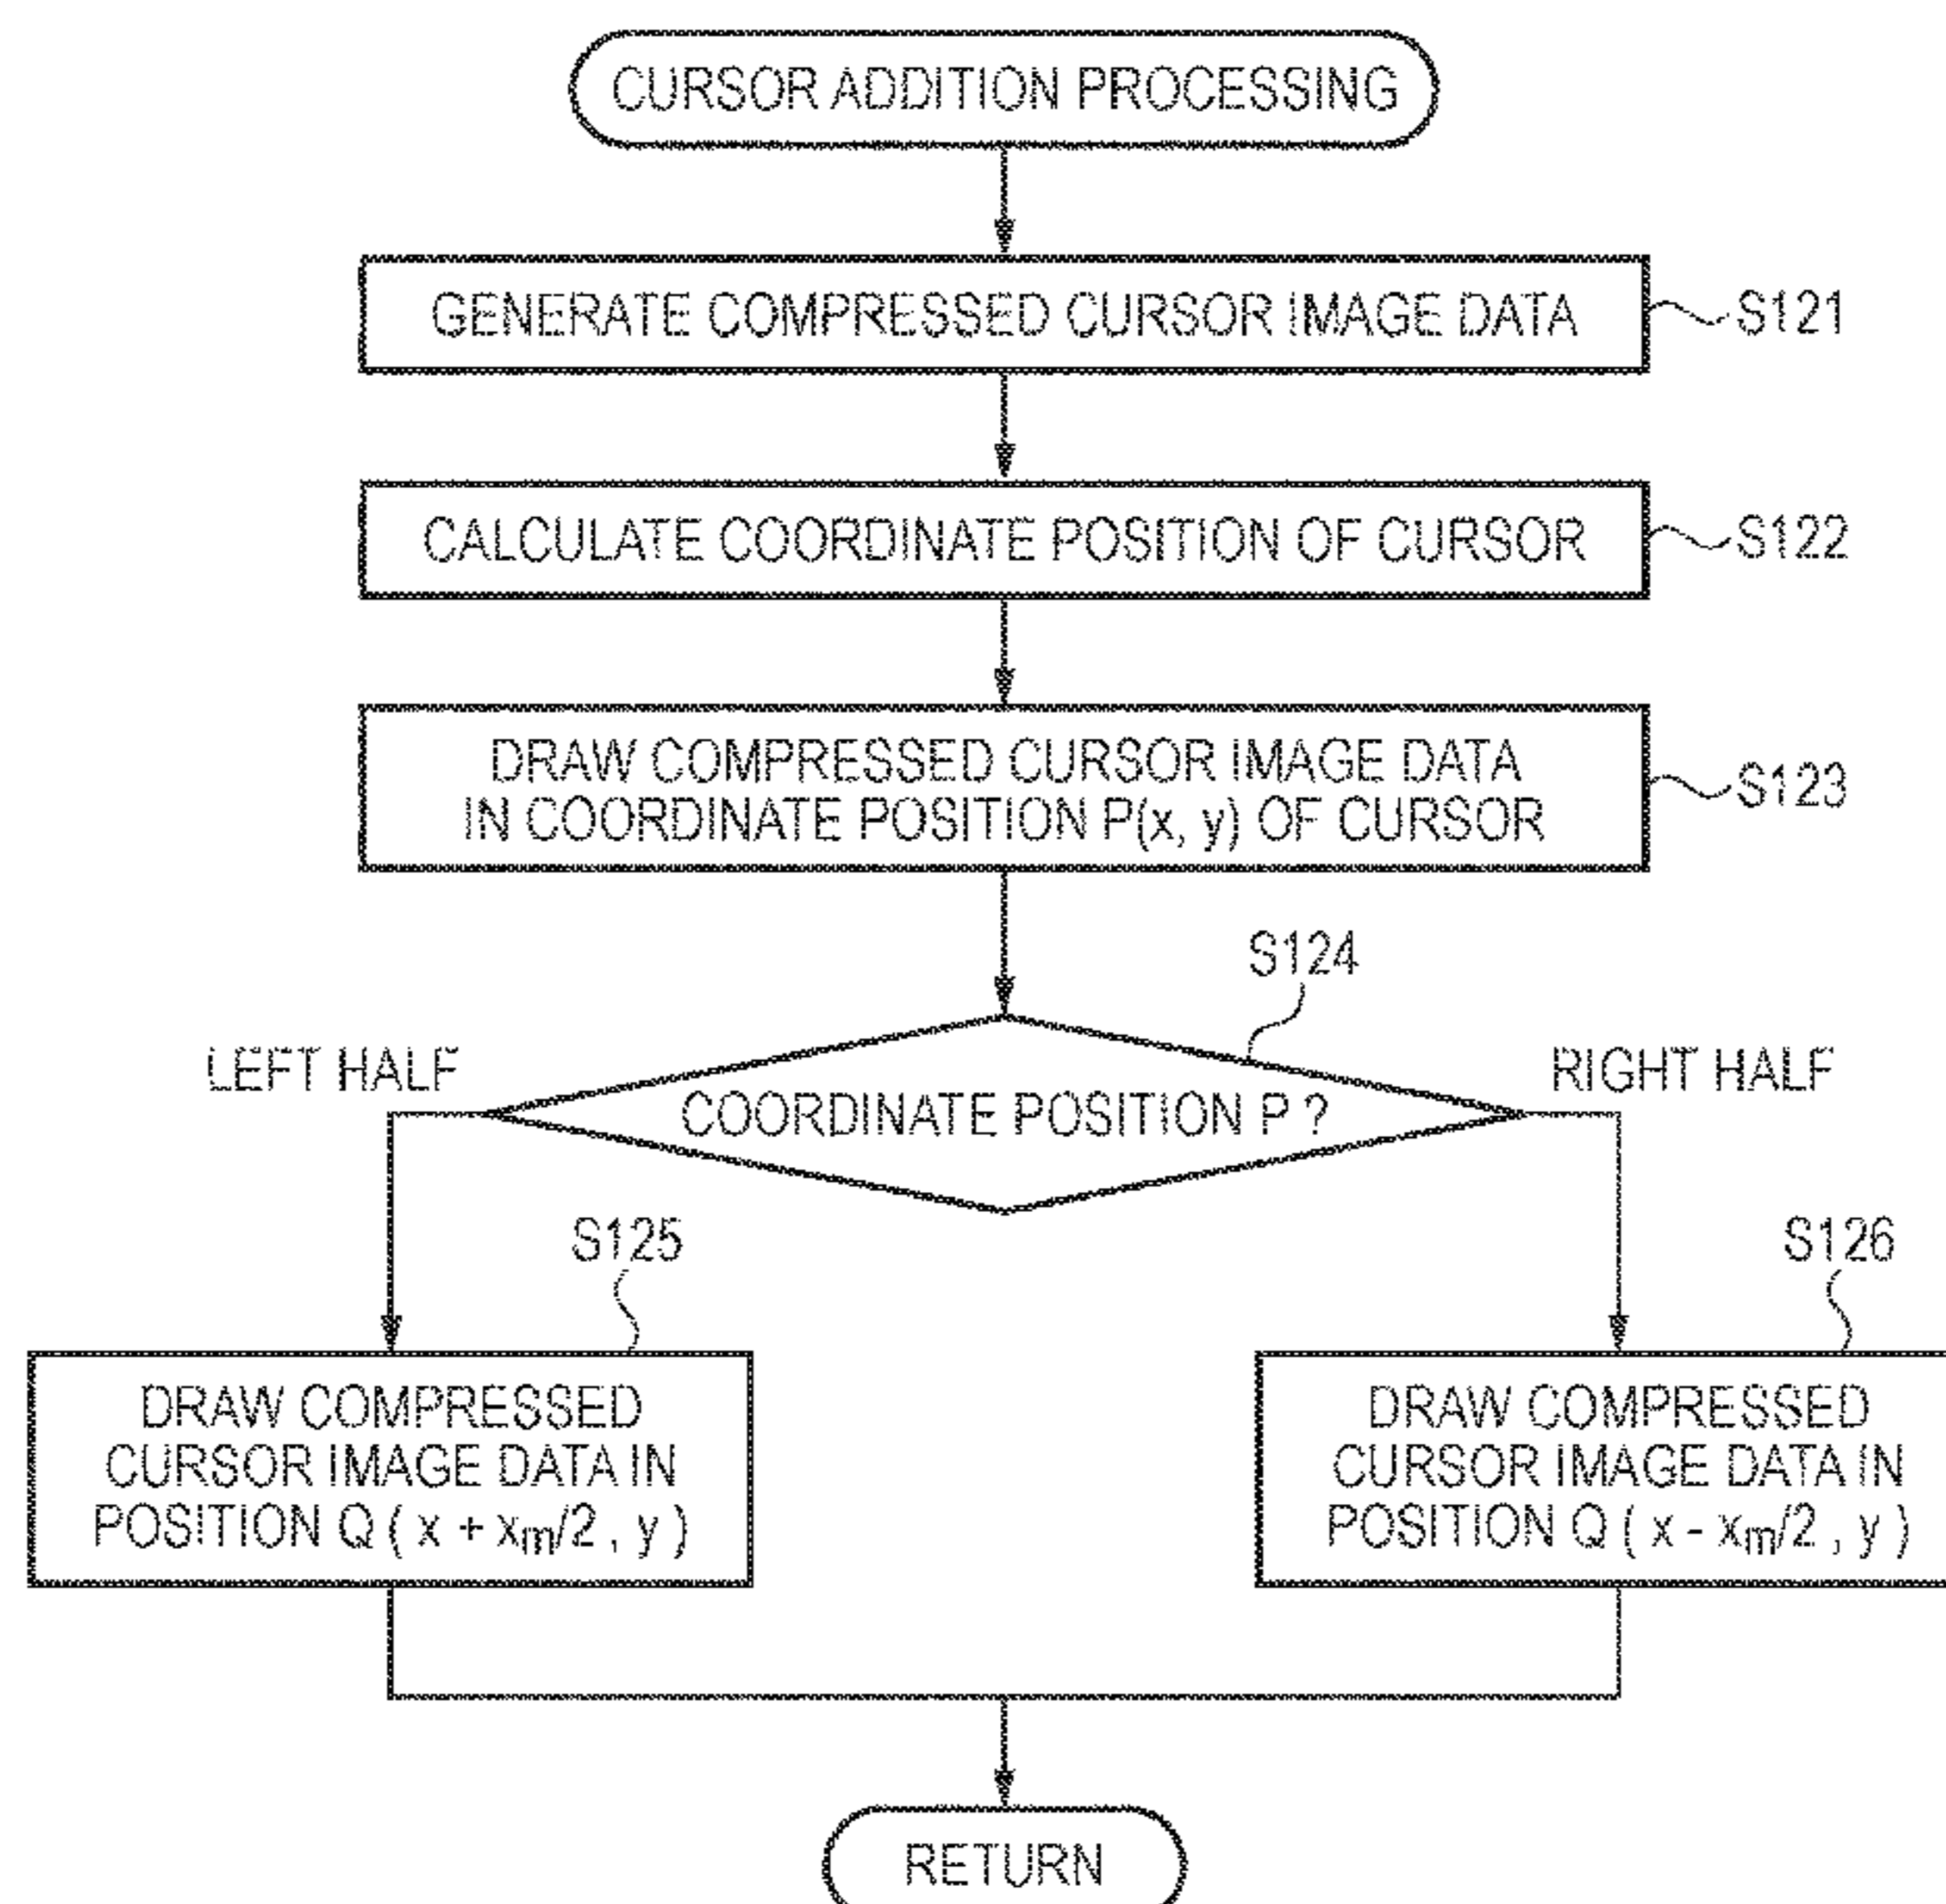 CURSOR ADDITION PROCESSING
GENERATE COMPRESSED CURSOR IMAGE DATA
S121
CALCULATE COORDINATE POSITION OF CURSOR
S122
DRAW COMPRESSED CURSOR IMAGE DATA
IN COORDINATE POSITION P(x, y) OF CURSOR
S123
S124
LEFT HALF
COORDINATE POSITION P ?
RIGHT HALF
S125
DRAW COMPRESSED
CURSOR IMAGE DATA IN
POSITION Q ( x + xm/2 , y )
S126
DRAW COMPRESSED
CURSOR IMAGE DATA IN
POSITION Q ( x - xm/2 , y )
RETURN